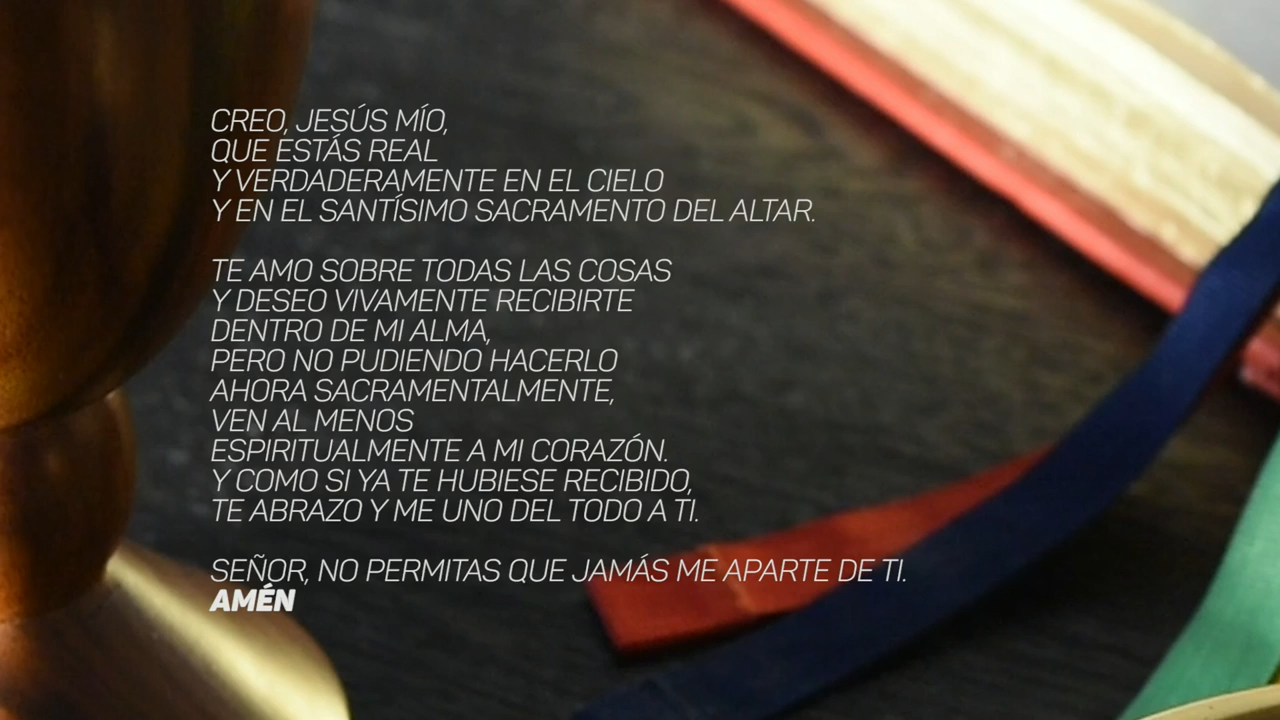 CREO, JESÚS MÍO,
QUE ESTÁS REAL
Y VERDADERAMENTE EN EL CIELO
Y EN EL SANTÍSIMO SACRAMENTO DEL ALTAR.
TE AMO SOBRE TODAS LAS COSAS
Y DESEO VIVAMENTE RECIBIRTE
DENTRO DE MI ALMA,
PERO NO PUDIENDO HACERLO
AHORA SACRAMENTALMENTE,
VEN AL MENOS
ESPIRITUALMENTE A MI CORAZÓN.
Y COMO SI YA TE HUBIESE RECIBIDO,
TE ABRAZO Y ME UNO DEL TODO A TI.
SEÑOR, NO PERMITAS QUE JAMÁS ME APARTE DE TI.
AMÉN